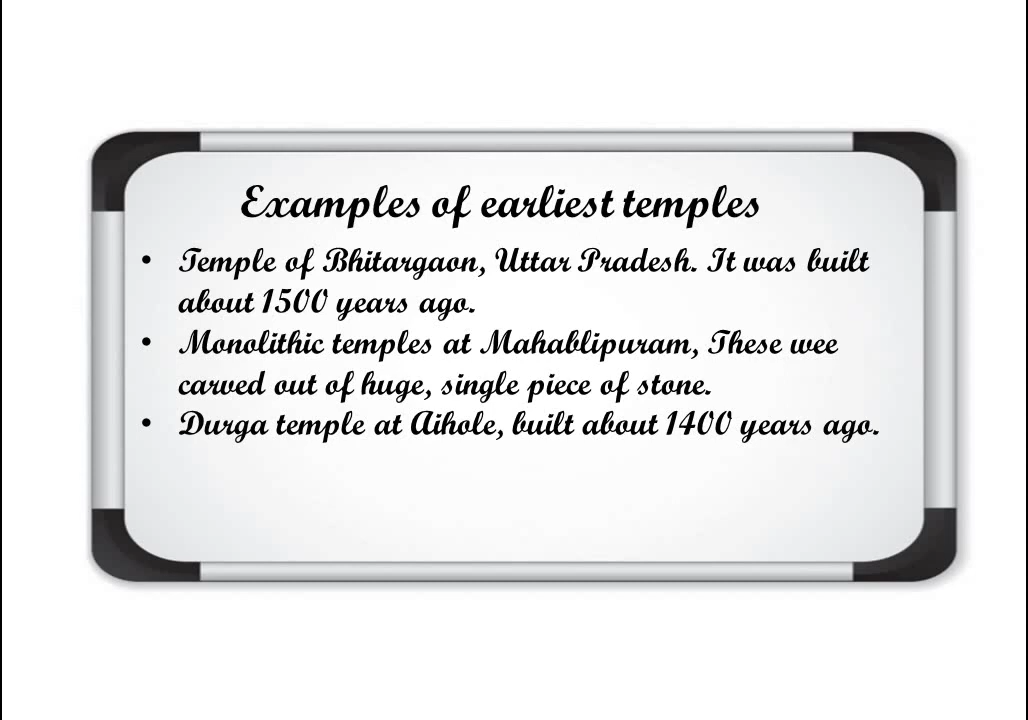 Examples of earliest temples
• Temple of Bhitargaon, Uttar Pradesh. It was built
about 1500 years ago.
• Monolithic temples at Mahablipuram, These wee
carved out of huge, single piece of stone.
• Durga temple at Aihole, built about 1400 years ago.